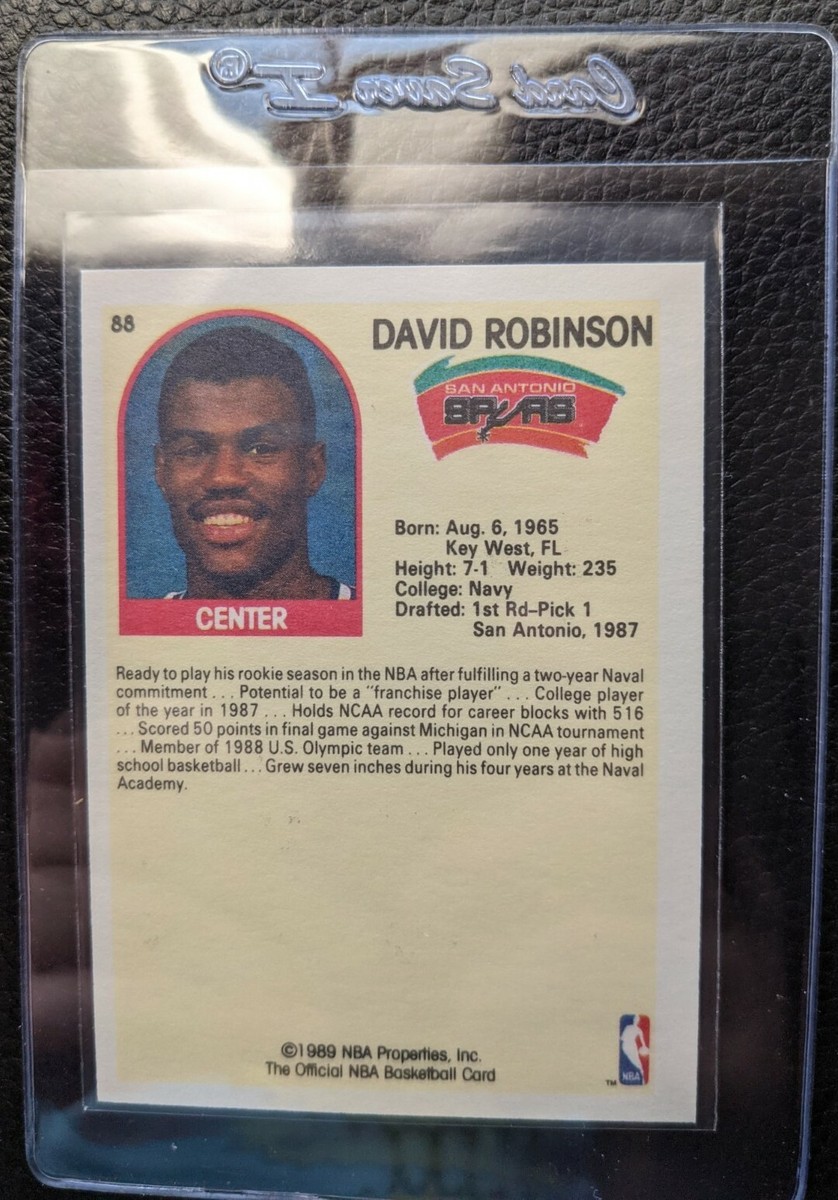 Card Saver I®
88
DAVID ROBINSON
SAN ANTONIO
SPURS
Born: Aug. 6, 1965
Key West, FL
Height: 7-1 Weight: 235
College: Navy
Drafted: 1st Rd–Pick 1
San Antonio, 1987
CENTER
Ready to play his rookie season in the NBA after fulfilling a two-year Naval
commitment . . . Potential to be a "franchise player" . . . College player
of the year in 1987 . . . Holds NCAA record for career blocks with 516
. . . Scored 50 points in final game against Michigan in NCAA tournament
. . . Member of 1988 U.S. Olympic team . . . Played only one year of high
school basketball . . . Grew seven inches during his four years at the Naval
Academy.
©1989 NBA Properties, Inc.
The Official NBA Basketball Card
TM
NBA